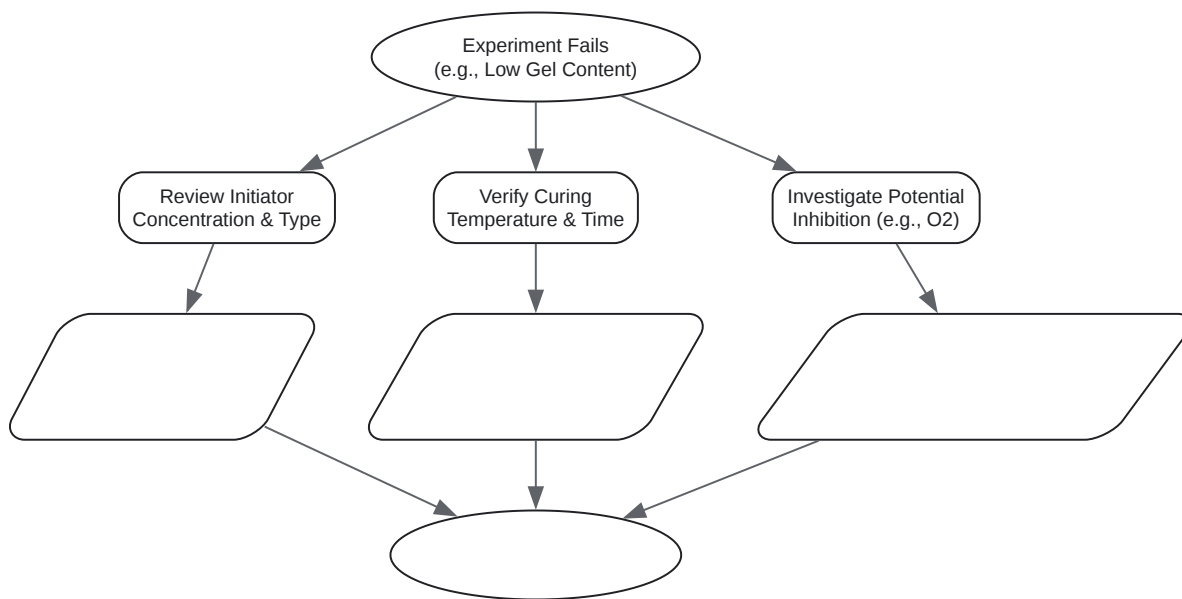 Experiment Fails
(e.g., Low Gel Content)
Review Initiator
Concentration & Type
Verify Curing
Temperature & Time
Investigate Potential
Inhibition (e.g., O2)